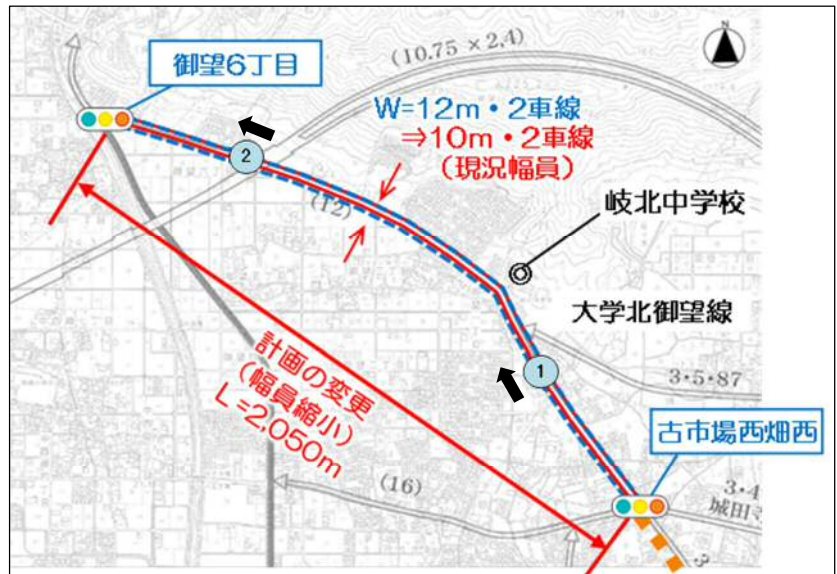 御望6丁目
(10.75 × 2.4)
N
W=12m・2車線
⇒10m・2車線
(現況幅員)
2
(12)
岐北中学校
大学北御望線
計画の変更
(幅員縮小)
L=2,050m
1
3・5・87
古市場西畑西
(16)
3・4
城田寺
3